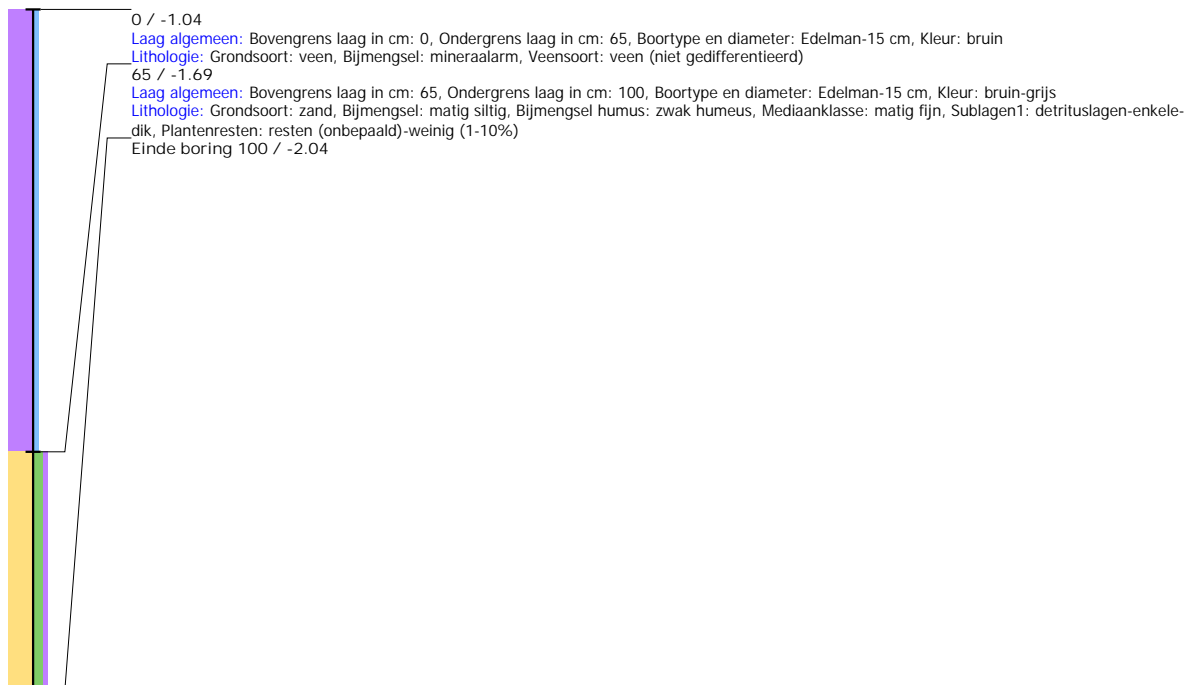 0 / -1.04
Laag algemeen: Bovengrens laag in cm: 0, Ondergrens laag in cm: 65, Boortype en diameter: Edelman-15 cm, Kleur: bruin
Lithologie: Grondsoort: veen, Bijmengsel: mineraalarm, Veensoort: veen (niet gedifferentieerd)
65 / -1.69
Laag algemeen: Bovengrens laag in cm: 65, Ondergrens laag in cm: 100, Boortype en diameter: Edelman-15 cm, Kleur: bruin-grijs
Lithologie: Grondsoort: zand, Bijmengsel: matig siltig, Bijmengsel humus: zwak humeus, Mediaanklasse: matig fijn, Sublagen1: detrituslagen-enkele-
dik, Plantenresten: resten (onbepaald)-weinig (1-10%)
Einde boring 100 / -2.04